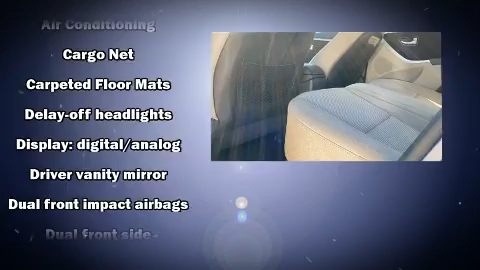 Air Conditioning
Cargo Net
Carpeted Floor Mats
Delay-off headlights
Display: digital/analog
Driver vanity mirror
Dual front impact airbags
Dual front side